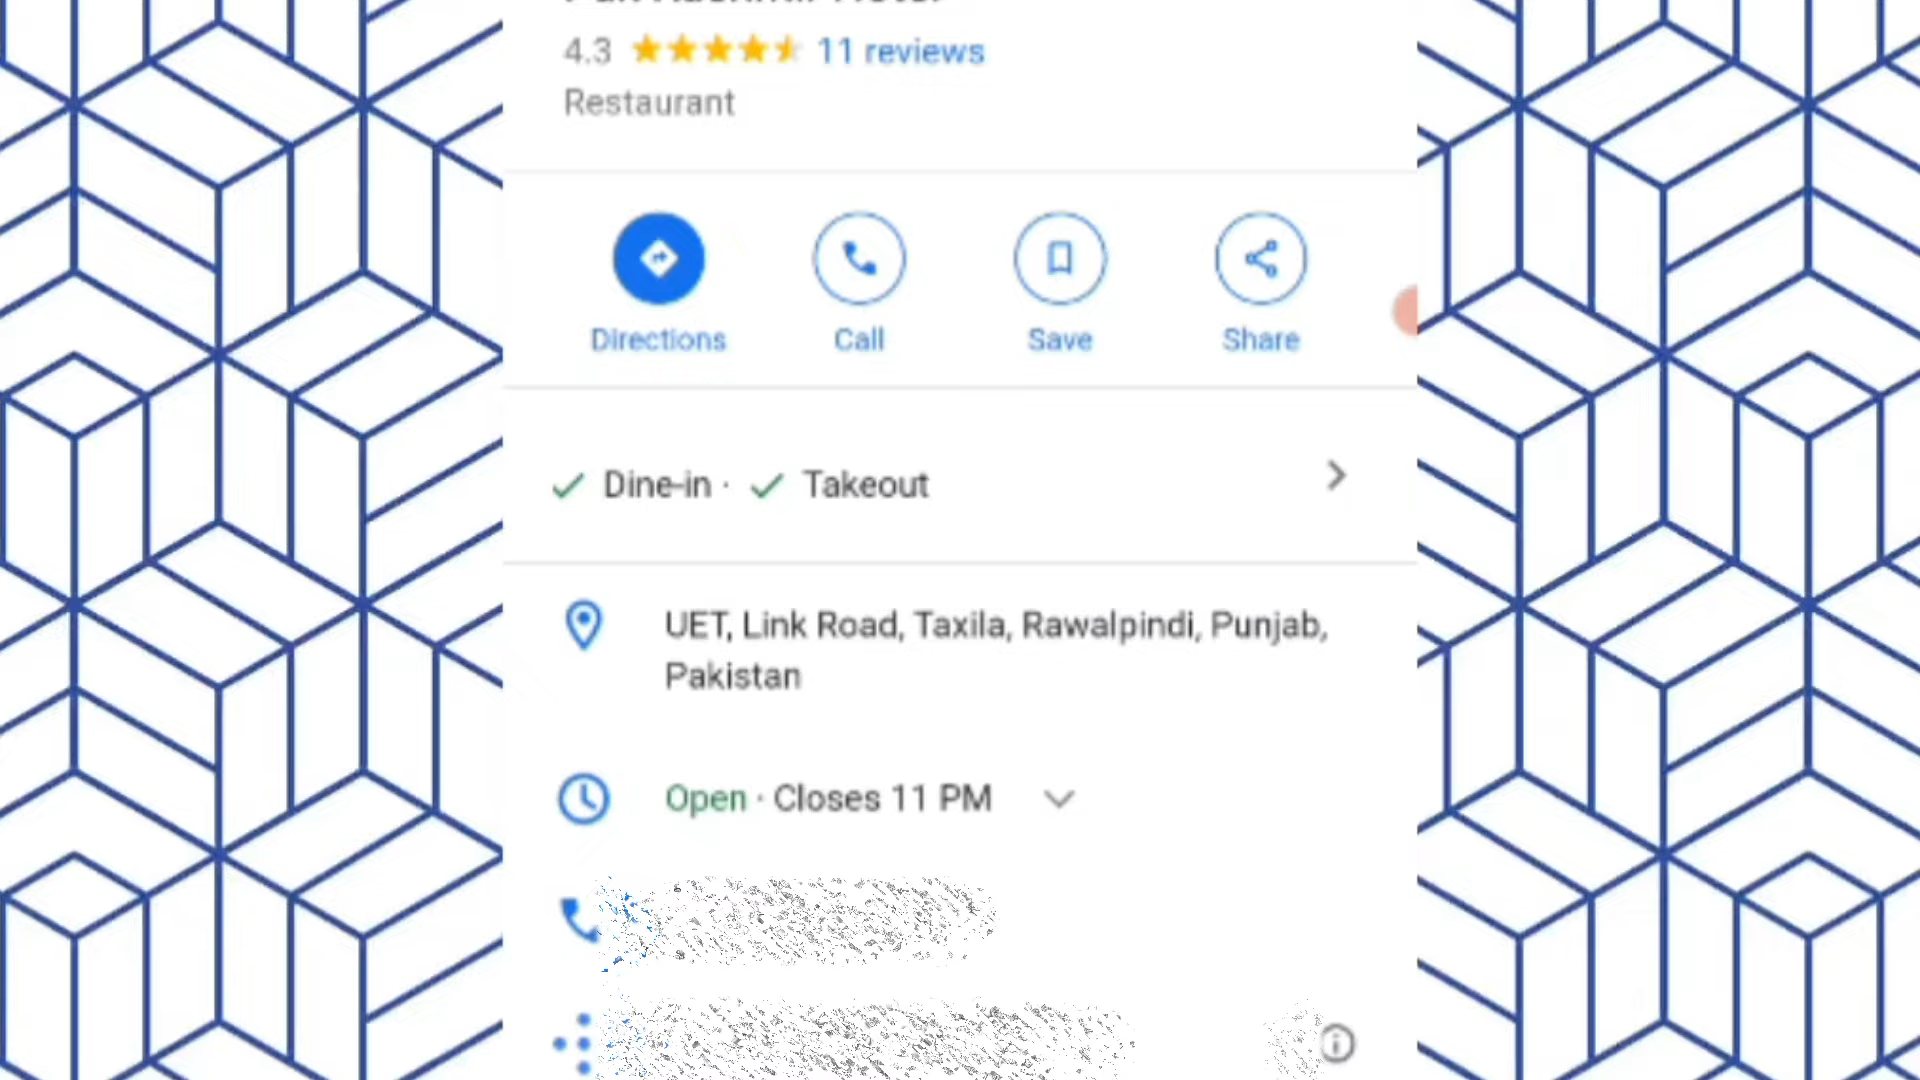 4.3 11 reviews
Restaurant
Directions Call Save Share
Dine-in · Takeout
UET, Link Road, Taxila, Rawalpindi, Punjab,
Pakistan
Open · Closes 11 PM